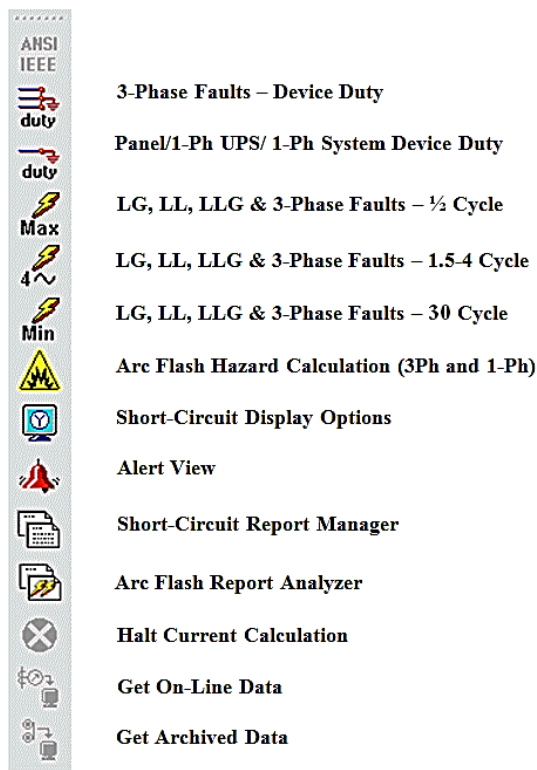 ANSI
IEEE
duty
3-Phase Faults – Device Duty
duty
Panel/1-Ph UPS/ 1-Ph System Device Duty
Max
LG, LL, LLG & 3-Phase Faults – ½ Cycle
4
LG, LL, LLG & 3-Phase Faults – 1.5-4 Cycle
Min
LG, LL, LLG & 3-Phase Faults – 30 Cycle
Arc Flash Hazard Calculation (3Ph and 1-Ph)
Short-Circuit Display Options
Alert View
Short-Circuit Report Manager
Arc Flash Report Analyzer
Halt Current Calculation
Get On-Line Data
Get Archived Data